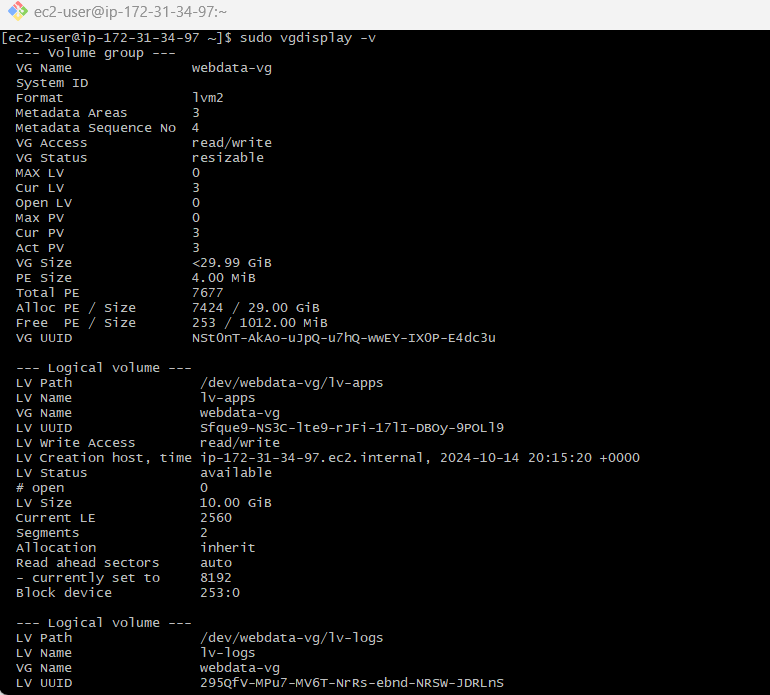 ec2-user@ip-172-31-34-97:~
[ec2-user@ip-172-31-34-97 ~]$ sudo vgdisplay -v
--- Volume group ---
VG Name webdata-vg
System ID
Format lvm2
Metadata Areas 3
Metadata Sequence No 4
VG Access read/write
VG Status resizable
MAX LV 0
Cur LV 3
Open LV 0
Max PV 0
Cur PV 3
Act PV 3
VG Size <29.99 GiB
PE Size 4.00 MiB
Total PE 7677
Alloc PE / Size 7424 / 29.00 GiB
Free PE / Size 253 / 1012.00 MiB
VG UUID NSt0nT-AkAo-uJpQ-u7hQ-wwEY-IX0P-E4dc3u
--- Logical volume ---
LV Path /dev/webdata-vg/lv-apps
LV Name lv-apps
VG Name webdata-vg
LV UUID Sfque9-NS3C-lte9-rJFi-17lI-DBOy-9POLl9
LV Write Access read/write
LV Creation host, time ip-172-31-34-97.ec2.internal, 2024-10-14 20:15:20 +0000
LV Status available
# open 0
LV Size 10.00 GiB
Current LE 2560
Segments 2
Allocation inherit
Read ahead sectors auto
- currently set to 8192
Block device 253:0
--- Logical volume ---
LV Path /dev/webdata-vg/lv-logs
LV Name lv-logs
VG Name webdata-vg
LV UUID 295QfV-MPu7-MV6T-NrRs-ebnd-NRSW-JDRLnS